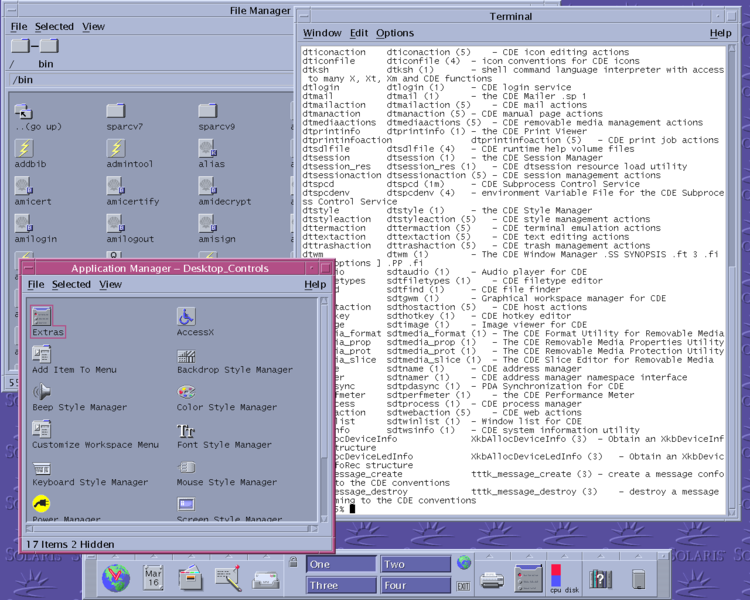 File Manager
File Selected View
/ bin
/bin
..(go up) sparcv7 sparcv9
addbib admintool alias
amicert amicertify amidecrypt
amilogin amilogout amisign
Terminal
Window Edit Options Help
dticonaction dticonaction (5) - CDE icon editing actions
dticonfile dticonfile (4) - icon conventions for CDE icons
dtksh dtksh (1) - shell command language interpreter with access
to many X, Xt, Xm and CDE functions
dtlogin dtlogin (1) - CDE login service
dtmail dtmail (1) - the CDE Mailer .sp 1
dtmailaction dtmailaction (5) - CDE mail actions
dtmanaction dtmanaction (5) - CDE manual page actions
dtmediaactions dtmediaactions (5) - CDE removable media management actions
dtprintinfo dtprintinfo (1) - the CDE Print Viewer
dtprintinfoaction dtprintinfoaction (5) - CDE print job actions
dtsdlfile dtsdlfile (4) - CDE runtime help volume files
dtsession dtsession (1) - the CDE Session Manager
dtsession_res dtsession_res (1) - CDE dtsession resource load utility
dtsessionaction dtsessionaction (5) - CDE session management actions
dtspcd dtspcd (1m) - CDE Subprocess Control Service
dtspcdenv dtspcdenv (4) - environment Variable File for the CDE Subproce
ss Control Service
dtstyle dtstyle (1) - the CDE Style Manager
dtstyleaction dtstyleaction (5) - CDE style management actions
dttermaction dttermaction (5) - CDE terminal emulation actions
dttextaction dttextaction (5) - CDE text editing actions
dttrashaction dttrashaction (5) - CDE trash management actions
dtwm dtwm (1) - the CDE Window Manager .SS SYNOPSIS .ft 3 .fi
options ] .PP .fi
o sdtaudio (1) - Audio player for CDE
etypes sdtfiletypes (1) - CDE filetype editor
d sdtfind (1) - CDE file finder
sdtgwm (1) - Graphical workspace manager for CDE
taction sdthostaction (5) - CDE host actions
key sdthotkey (1) - CDE hotkey editor
ge sdtimage (1) - Image viewer for CDE
a_format sdtmedia_format (1) - The CDE Format Utility for Removable Media
a_prop sdtmedia_prop (1) - The CDE Removable Media Properties Utility
a_prot sdtmedia_prot (1) - The CDE Removable Media Protection Utility
a_slice sdtmedia_slice (1) - The CDE Slice Editor for Removable Media
sdtname (1) - CDE address manager
er sdtnamer (1) - CDE address manager namespace interface
async sdtpdasync (1) - PDA Synchronization for CDE
fmeter sdtperfmeter (1) - the CDE Performance Meter
cess sdtprocess (1) - CDE process manager
action sdtwebaction (5) - CDE web actions
list sdtwinlst (1) - Window list for CDE
nfo sdtwsinfo (1) - CDE system information utility
locDeviceInfo XkbAllocDeviceInfo (3) - Obtain an XkbDeviceInf
structure
locDeviceLedInfo XkbAllocDeviceLedInfo (3) - Obtain an XkbDevic
foRec structure
message_create tttk_message_create (3) - create a message confo
to the CDE conventions
message_destroy tttk_message_destroy (3) - destroy a message
ming to the CDE conventions
%
Application Manager – Desktop_Controls
File Selected View Help
Extras AccessX
Add Item To Menu Backdrop Style Manager
Beep Style Manager Color Style Manager
Customize Workspace Menu Font Style Manager
Keyboard Style Manager Mouse Style Manager
Power Manager Screen Style Manager
17 Items 2 Hidden
One Two
Three Four
Mar
16
EXIT
cpu disk
SOLARIS